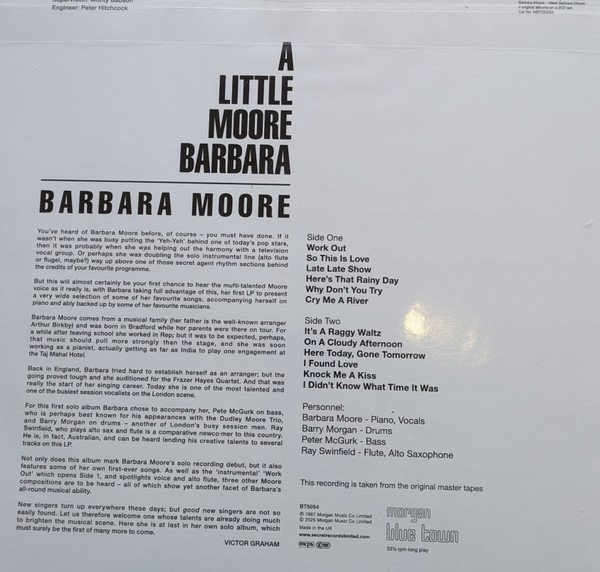 Supervision: Monty Babson
Engineer: Peter Hitchcock
Barbara Moore - Meet Barbara Moore -
4 original albums on a 2CD set.
Cat No. MBTDD03.
A
LITTLE
MOORE
BARBARA
BARBARA MOORE
You've heard of Barbara Moore before, of course – you must have done. If it
wasn't when she was busy putting the 'Yeh-Yeh' behind one of today's pop stars,
then it was probably when she was helping out the harmony with a television
vocal group. Or perhaps she was doubling the solo instrumental line (alto flute
or flugel, maybe?) way up above one of those secret agent rhythm sections behind
the credits of your favourite programme.
But this will almost certainly be your first chance to hear the mufti-talented Moore
voice as it really is, with Barbara taking full advantage of this, her first LP to present
a very wide selection of some of her favourite songs, accompanying herself on
piano and ably backed up by some of her favourite musicians.
Barbara Moore comes from a musical family (her father is the well-known arranger
Arthur Birkby) and was born in Bradford while her parents were there on tour. For
a while after leaving school she worked in Rep; but it was to be expected, perhaps,
that music should pull more strongly than the stage, and she was soon
working as a pianist, actually getting as far as India to play one engagement at
the Taj Mahal Hotel.
Back in England, Barbara tried hard to establish herself as an arranger; but the
going proved tough and she auditioned for the Frazer Hayes Quartet. And that was
really the start of her singing career. Today she is one of the most talented and
one of the busiest session vocalists on the London scene.
For this first solo album Barbara chose to accompany her, Pete McGurk on bass,
who is perhaps best known for his appearances with the Dudley Moore Trio,
and Barry Morgan on drums – another of London's busy session men. Ray
Swinfield, who plays alto sax and flute is a comparative newco-mer to this country.
He is, in fact, Australian, and can be heard lending his creative talents to several
tracks on this LP.
Not only does this album mark Barbara Moore's solo recording debut, but it also
features some of her own first-ever songs. As well as the 'instrumental' 'Work
Out' which opens Side 1, and spotlights voice and alto flute, three other Moore
compositions are to be heard – all of which show yet another facet of Barbara's
all-round musical ability.
New singers turn up everywhere these days; but good new singers are not so
easily found. Let us therefore welcome one whose talents are already doing much
to brighten the musical scene. Here she is at last in her own solo album, which
must surely be the first of many more to come.
VICTOR GRAHAM
Side One
Work Out
So This Is Love
Late Late Show
Here's That Rainy Day
Why Don't You Try
Cry Me A River
Side Two
It's A Raggy Waltz
On A Cloudy Afternoon
Here Today, Gone Tomorrow
I Found Love
Knock Me A Kiss
I Didn't Know What Time It Was
Personnel:
Barbara Moore - Piano, Vocals
Barry Morgan - Drums
Peter McGurk - Bass
Ray Swinfield - Flute, Alto Saxophone
This recording is taken from the original master tapes
BT5054
℗ 1967 Morgan Music Co Limited
© 2025 Morgan Music Co Limited
Made in the UK
www.secretrecordslimited.com
mcps
morgan
blue town
33⅓ rpm long play